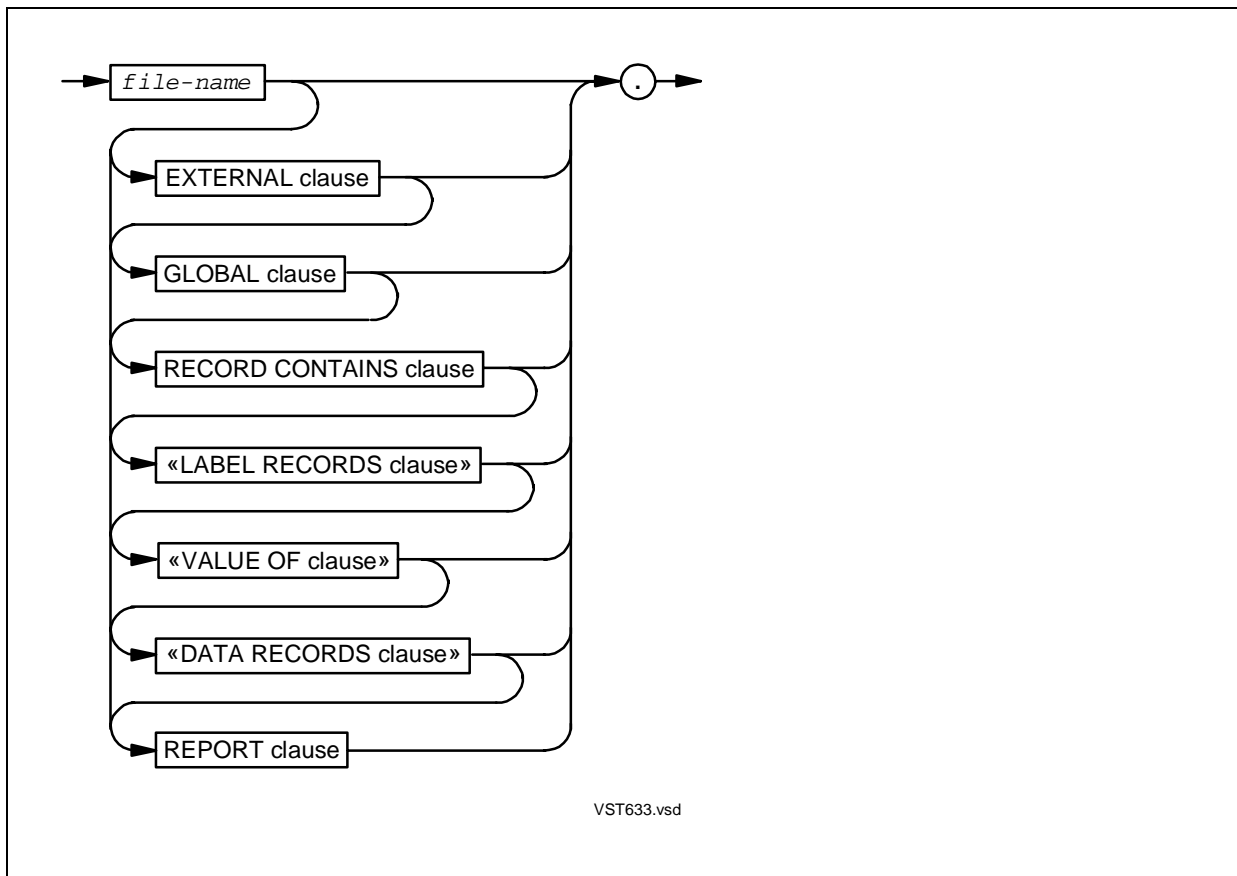 file-name
.
EXTERNAL clause
GLOBAL clause
RECORD CONTAINS clause
«LABEL RECORDS clause»
«VALUE OF clause»
«DATA RECORDS clause»
REPORT clause
VST633.vsd